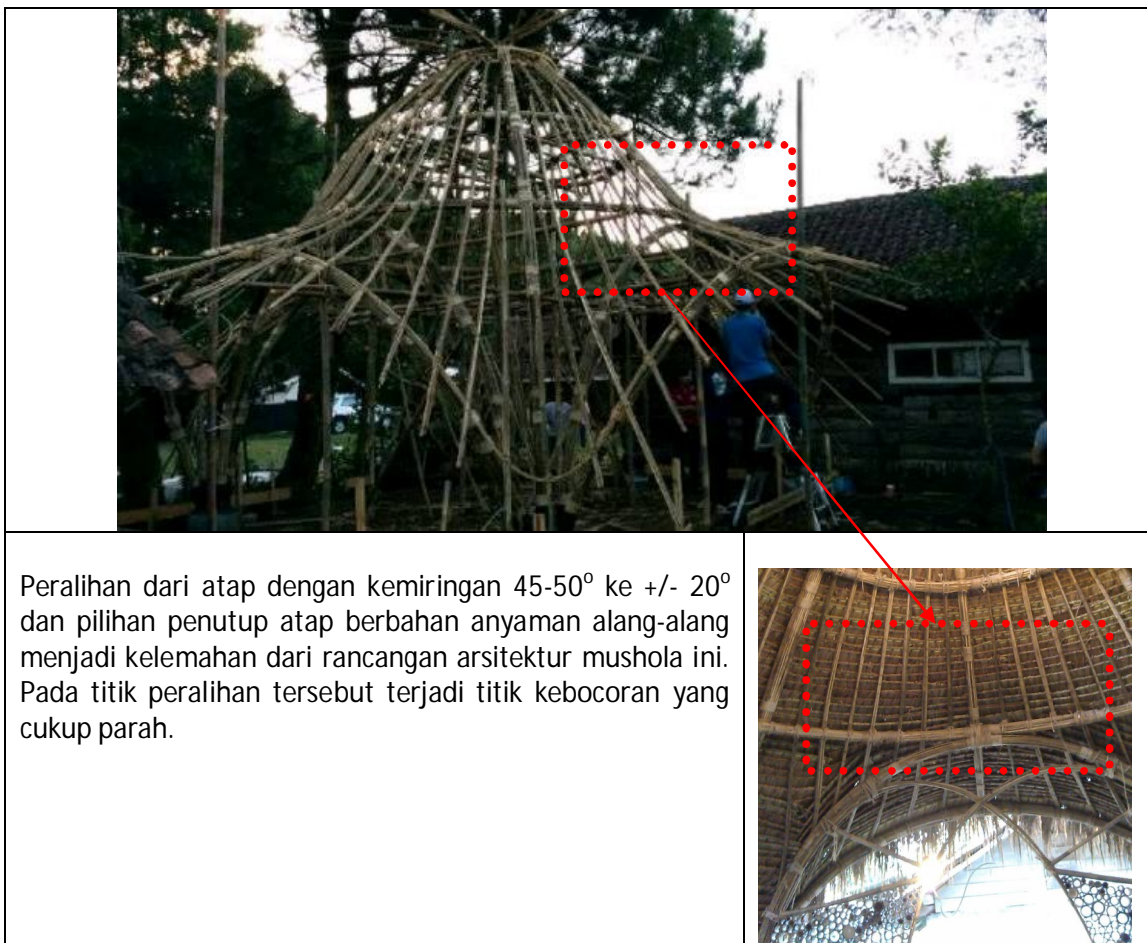 Peralihan dari atap dengan kemiringan 45-50° ke +/- 20°
dan pilihan penutup atap berbahan anyaman alang-alang
menjadi kelemahan dari rancangan arsitektur mushola ini.
Pada titik peralihan tersebut terjadi titik kebocoran yang
cukup parah.